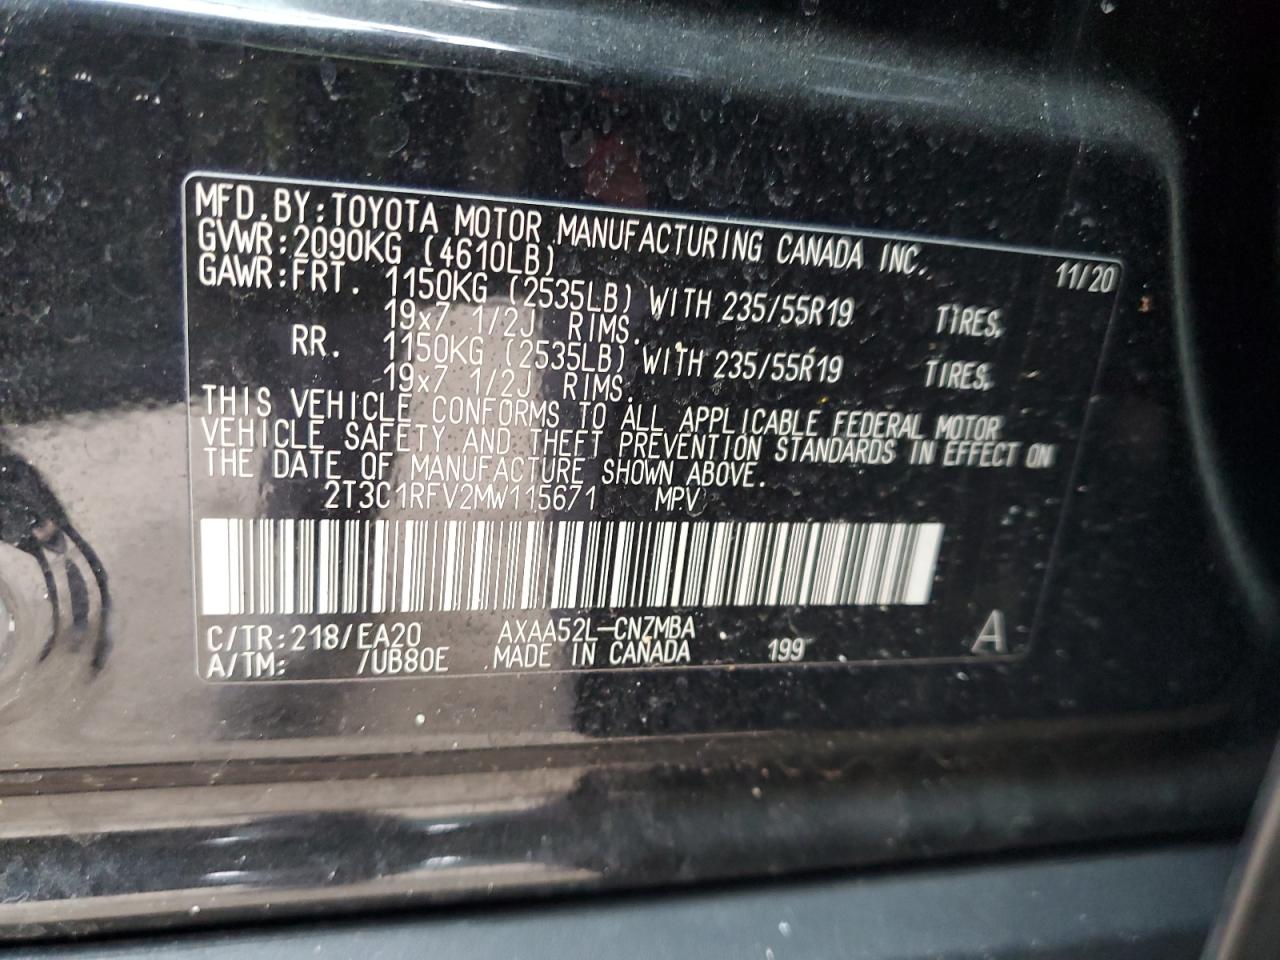 MFD.BY:TOYOTA MOTOR MANUFACTURING CANADA INC. 11/20
GVWR:2090KG (4610LB)
GAWR:FRT. 1150KG (2535LB) WITH 235/55R19 TIRES,
19x7 1/2J RIMS.
RR. 1150KG (2535LB) WITH 235/55R19 TIRES,
19x7 1/2J RIMS.
THIS VEHICLE CONFORMS TO ALL APPLICABLE FEDERAL MOTOR
VEHICLE SAFETY AND THEFT PREVENTION STANDARDS IN EFFECT ON
THE DATE OF MANUFACTURE SHOWN ABOVE.
2T3C1RFV2MW115671 MPV
C/TR:218/EA20 AXAA52L-CNZMBA
A/TM: /UB80E MADE IN CANADA 199 A